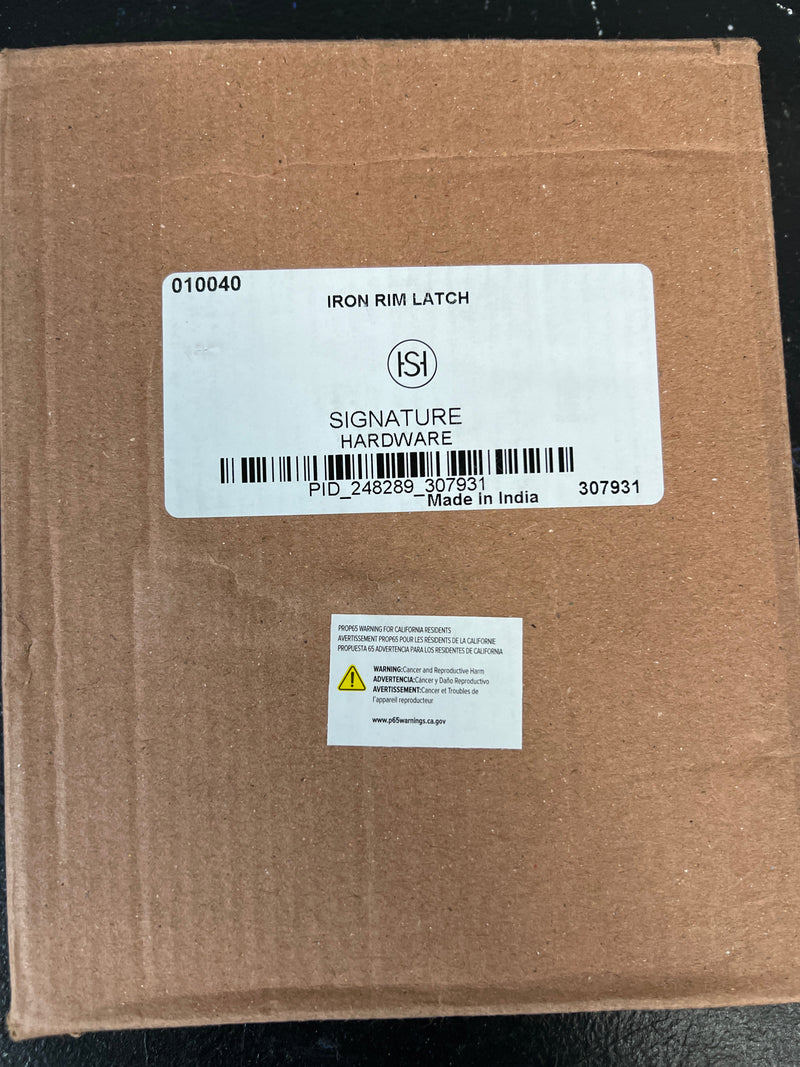 010040
IRON RIM LATCH
HSH
SIGNATURE
HARDWARE
PID_248289_307931
Made in India
307931
PROP65 WARNING FOR CALIFORNIA RESIDENTS
AVERTISSEMENT PROP65 POUR LES RÉSIDENTS DE LA CALIFORNIE
PROPUESTA 65 ADVERTENCIA PARA LOS RESIDENTES DE CALIFORNIA
WARNING:Cancer and Reproductive Harm
ADVERTENCIA:Cáncer y Daño Reproductivo
AVERTISSEMENT:Cancer et Troubles de
l'appareil reproducteur
www.p65warnings.ca.gov